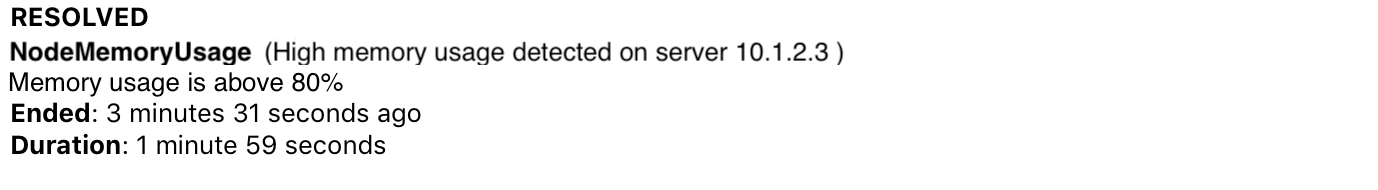 RESOLVED
NodeMemoryUsage (High memory usage detected on server 10.1.2.3 )
Memory usage is above 80%
Ended: 3 minutes 31 seconds ago
Duration: 1 minute 59 seconds